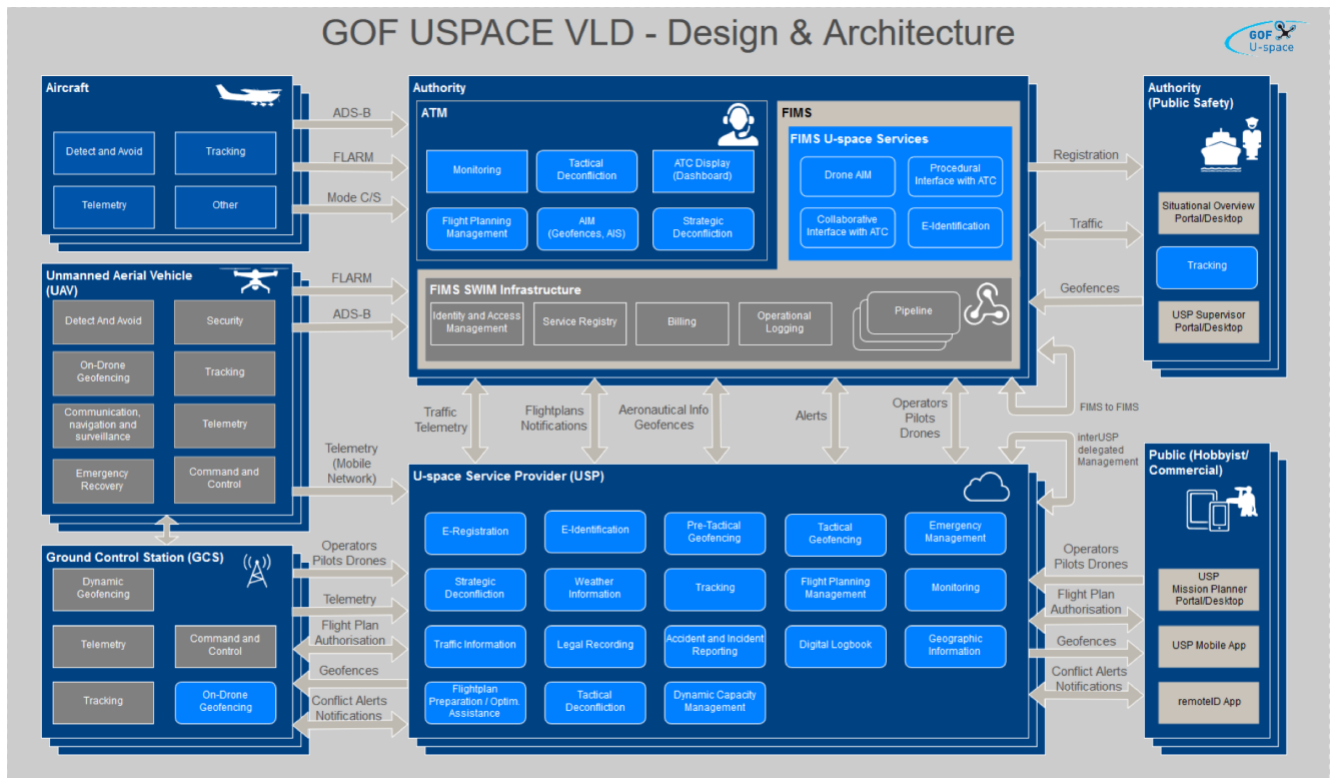 GOF USPACE VLD - Design & Architecture
GOF
U-space
Aircraft
Detect and Avoid
Tracking
Telemetry
Other
ADS-B
FLARM
Mode C/S
Authority
ATM
Monitoring
Tactical
Deconfliction
ATC Display
(Dashboard)
Flight Planning
Management
AIM
(Geofences, AIS)
Strategic
Deconfliction
FIMS
FIMS U-space Services
Drone AIM
Procedural
Interface with ATC
Collaborative
Interface with ATC
E-Identification
FIMS SWIM Infrastructure
Identity and Access
Management
Service Registry
Billing
Operational
Logging
Pipeline
Registration
Traffic
Geofences
Authority
(Public Safety)
Situational Overview
Portal/Desktop
Tracking
USP Supervisor
Portal/Desktop
Unmanned Aerial Vehicle
(UAV)
Detect And Avoid
Security
On-Drone
Geofencing
Tracking
Communication,
navigation and
surveillance
Telemetry
Emergency
Recovery
Command and
Control
FLARM
ADS-B
Telemetry
(Mobile
Network)
Traffic
Telemetry
Flightplans
Notifications
Aeronautical Info
Geofences
Alerts
Operators
Pilots
Drones
FIMS to FIMS
interUSP
delegated
Management
Ground Control Station (GCS)
Dynamic
Geofencing
Telemetry
Command and
Control
Tracking
On-Drone
Geofencing
Operators
Pilots Drones
Telemetry
Flight Plan
Authorisation
Geofences
Conflict Alerts
Notifications
U-space Service Provider (USP)
E-Registration
E-Identification
Pre-Tactical
Geofencing
Tactical
Geofencing
Emergency
Management
Strategic
Deconfliction
Weather
Information
Tracking
Flight Planning
Management
Monitoring
Traffic Information
Legal Recording
Accident and Incident
Reporting
Digital Logbook
Geographic
Information
Flightplan
Preparation / Optim.
Assistance
Tactical
Deconfliction
Dynamic Capacity
Management
Operators
Pilots Drones
Flight Plan
Authorisation
Geofences
Conflict Alerts
Notifications
Public (Hobbyist/
Commercial)
USP
Mission Planner
Portal/Desktop
USP Mobile App
remoteID App